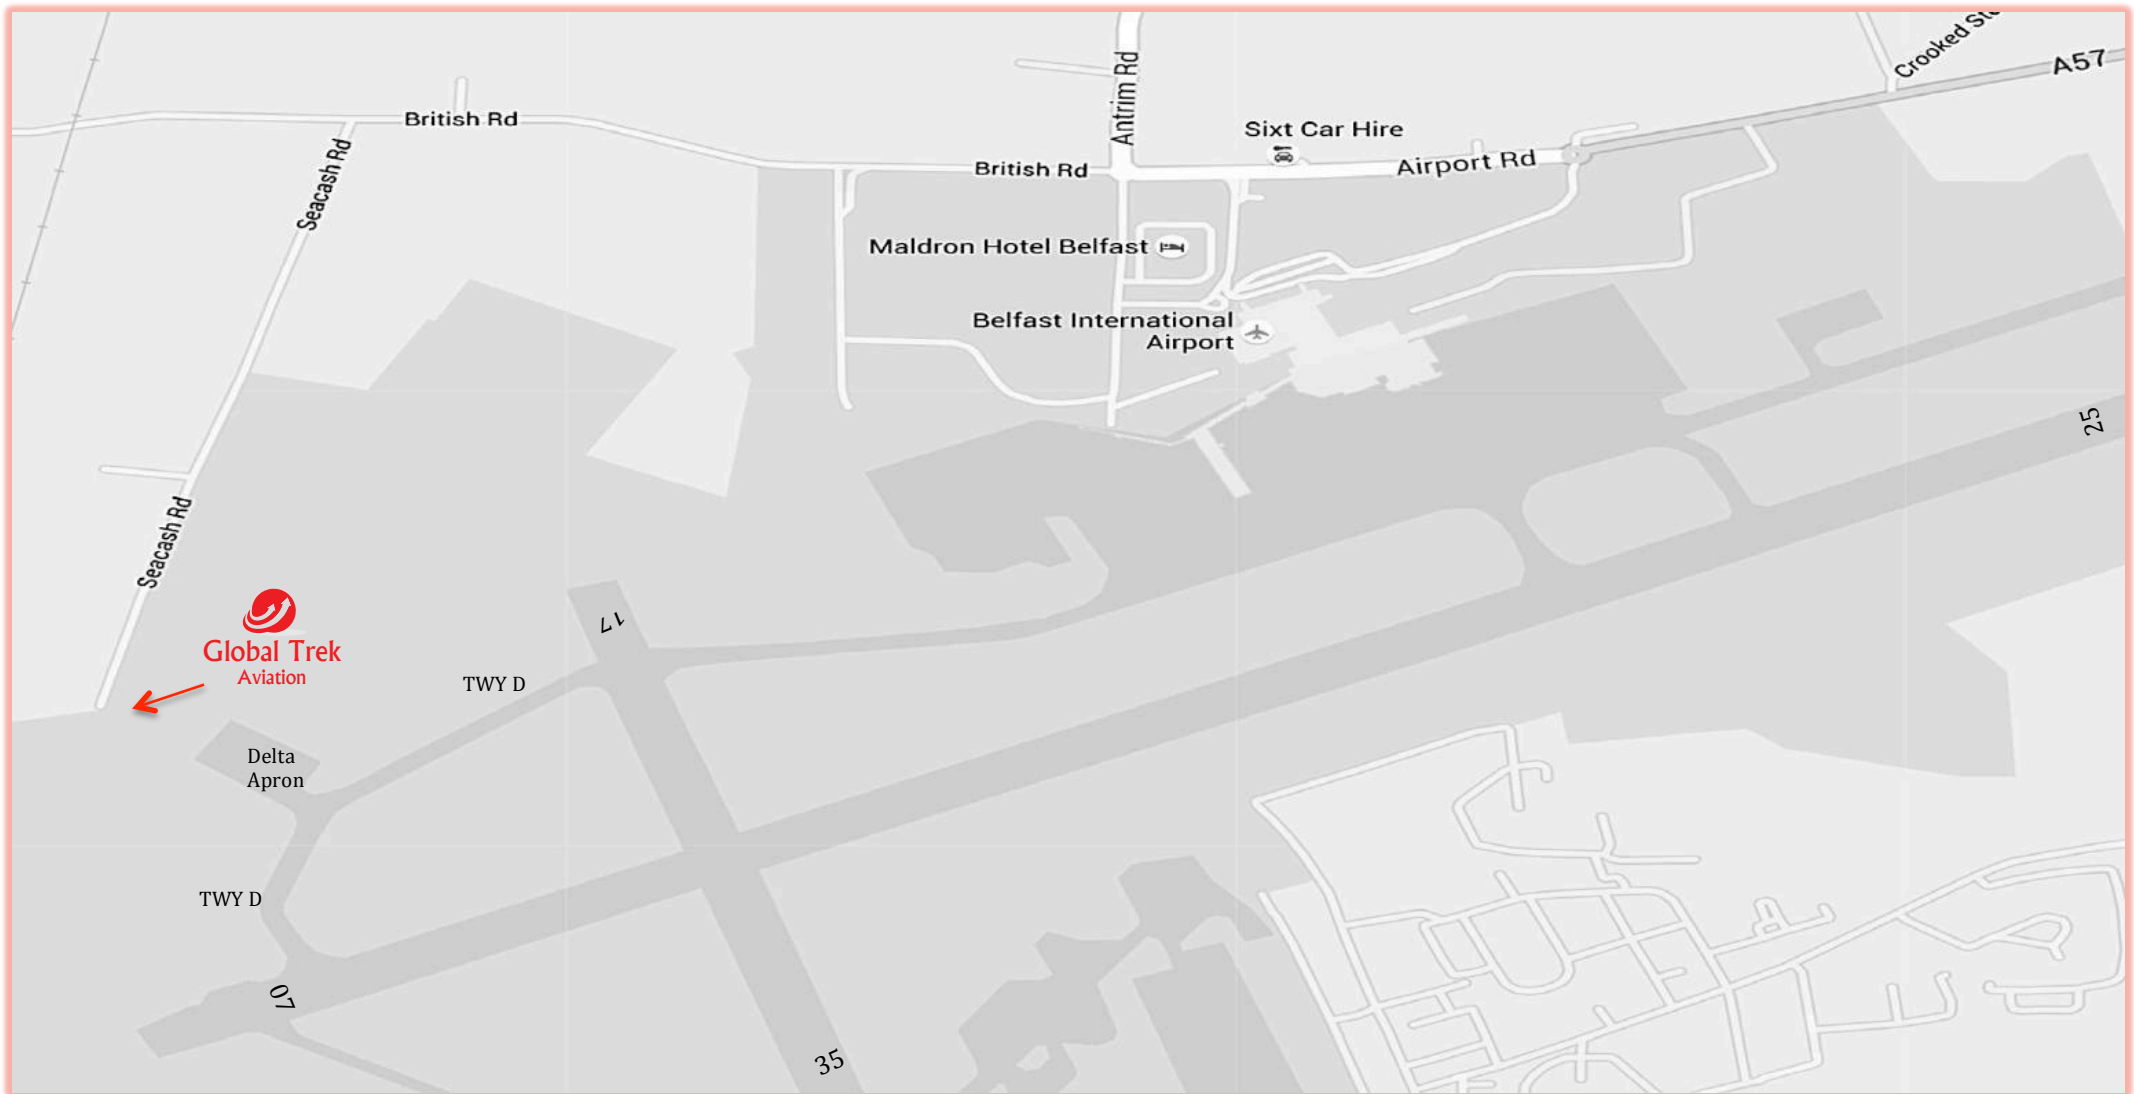 Antrim Rd
Crooked Sto
A57
British Rd
Sixt Car Hire
Seacash Rd
British Rd
Airport Rd
Maldron Hotel Belfast
Belfast International
Airport
25
Seacash Rd
17
Global Trek
Aviation
TWY D
Delta
Apron
TWY D
07
35